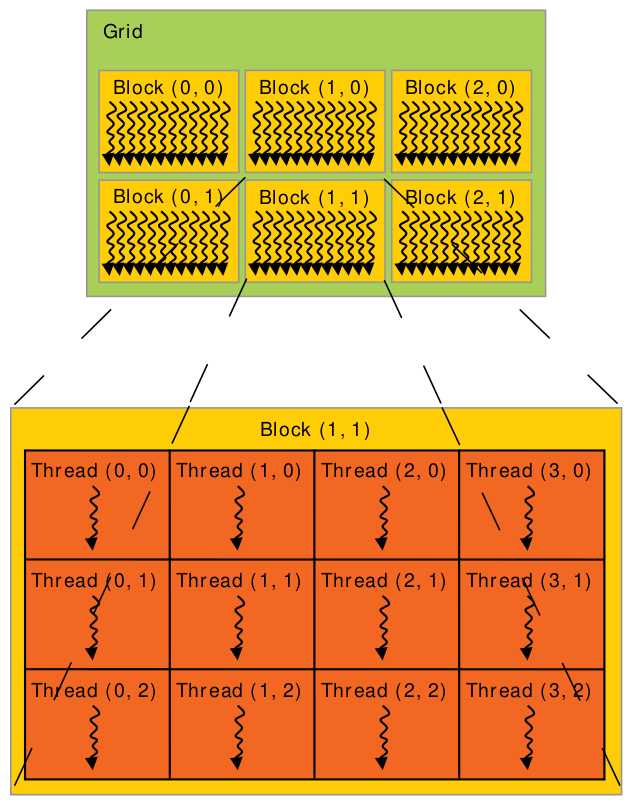 Grid
Block (0, 0) Block (1, 0) Block (2, 0)
Block (0, 1) Block (1, 1) Block (2, 1)
Block (1, 1)
Thread (0, 0) Thread (1, 0) Thread (2, 0) Thread (3, 0)
Thread (0, 1) Thread (1, 1) Thread (2, 1) Thread (3, 1)
Thread (0, 2) Thread (1, 2) Thread (2, 2) Thread (3, 2)